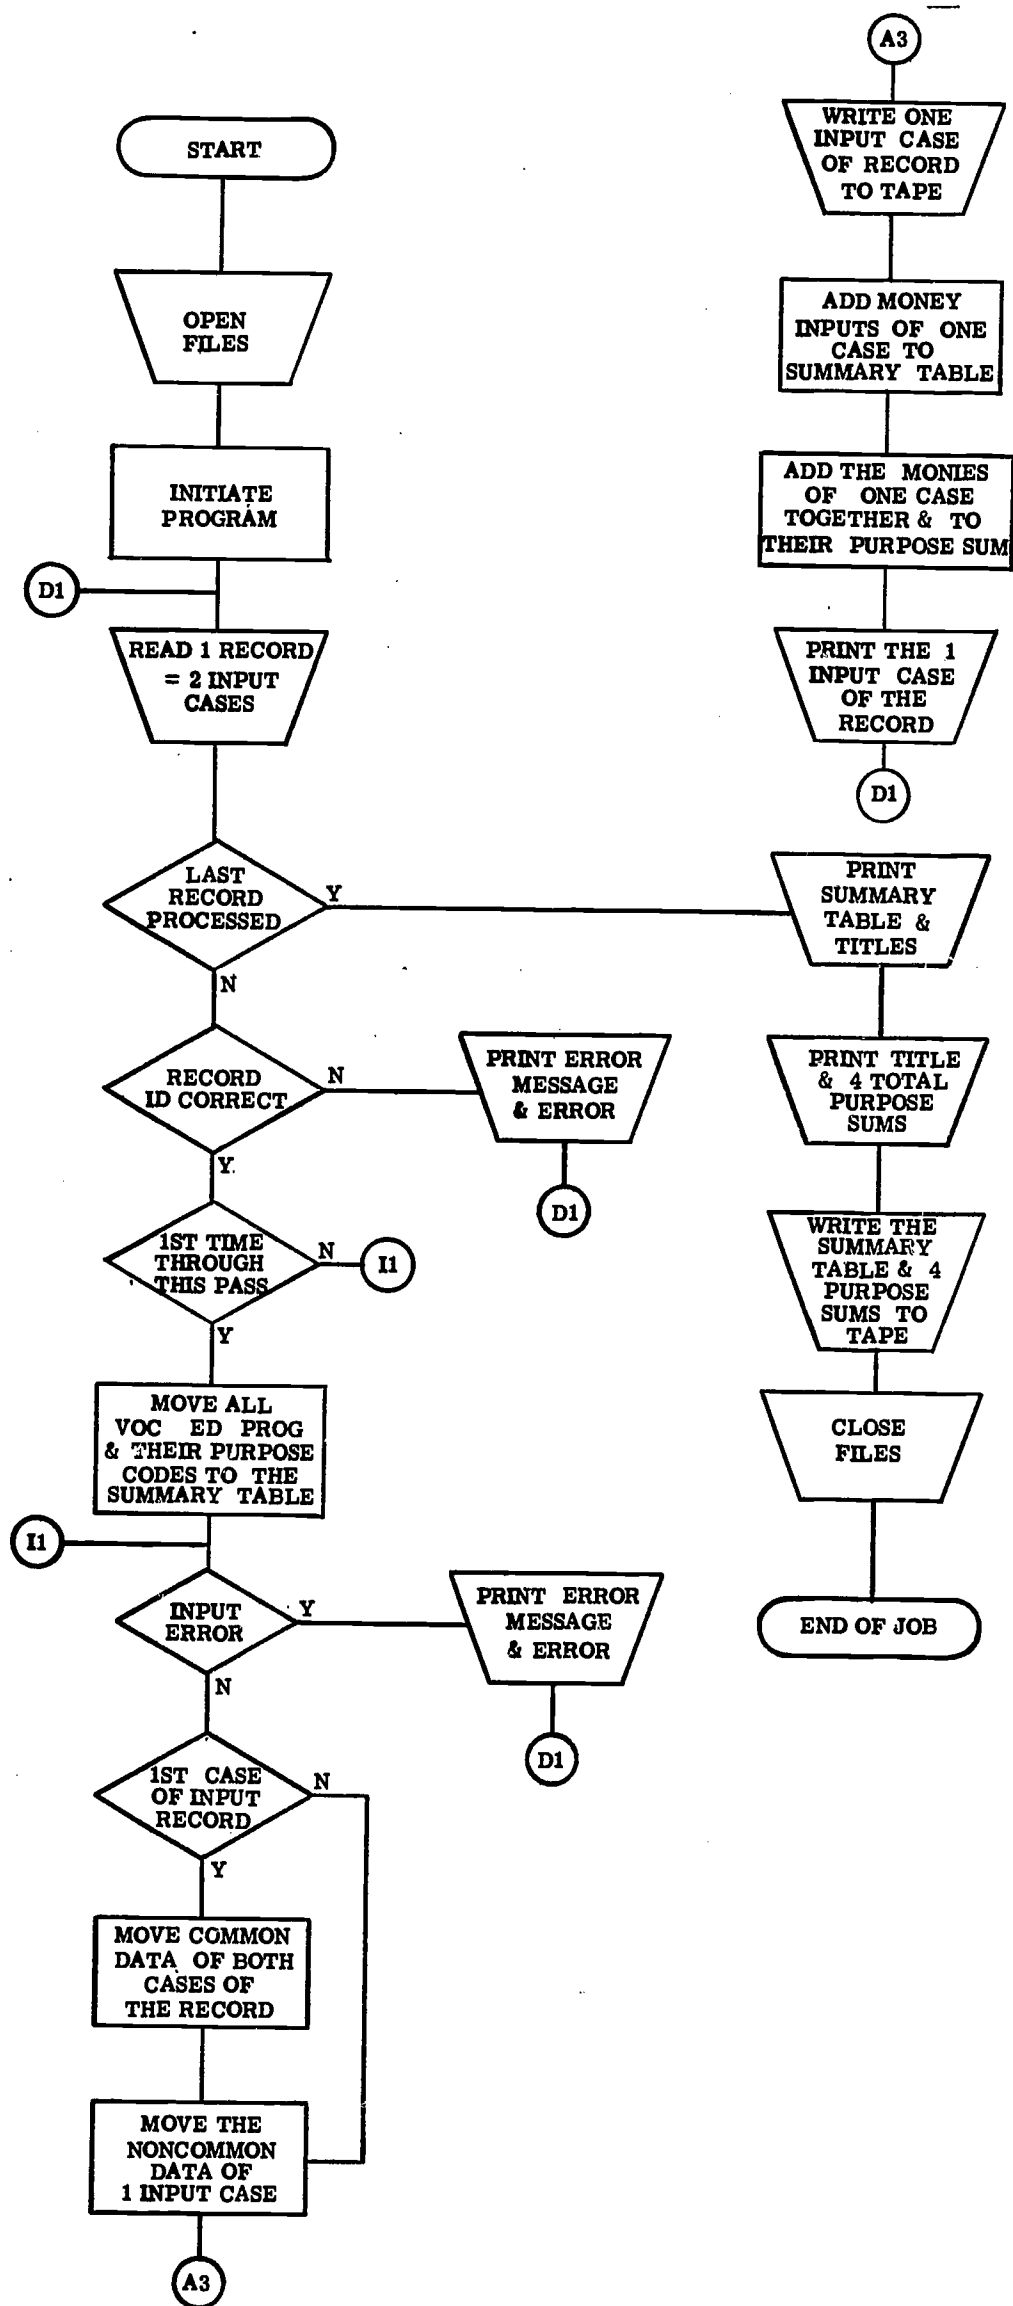 START
OPEN
FILES
INITIATE
PROGRAM
D1
READ 1 RECORD
= 2 INPUT
CASES
LAST
RECORD
PROCESSED
Y
N
RECORD
ID CORRECT
N
Y
PRINT ERROR
MESSAGE
& ERROR
D1
1ST TIME
THROUGH
THIS PASS
N
I1
Y
MOVE ALL
VOC ED PROG
& THEIR PURPOSE
CODES TO THE
SUMMARY TABLE
I1
INPUT
ERROR
Y
N
PRINT ERROR
MESSAGE
& ERROR
D1
1ST CASE
OF INPUT
RECORD
N
Y
MOVE COMMON
DATA OF BOTH
CASES OF
THE RECORD
MOVE THE
NONCOMMON
DATA OF
1 INPUT CASE
A3
A3
WRITE ONE
INPUT CASE
OF RECORD
TO TAPE
ADD MONEY
INPUTS OF ONE
CASE TO
SUMMARY TABLE
ADD THE MONIES
OF ONE CASE
TOGETHER & TO
THEIR PURPOSE SUM
PRINT THE 1
INPUT CASE
OF THE
RECORD
D1
PRINT
SUMMARY
TABLE &
TITLES
PRINT TITLE
& 4 TOTAL
PURPOSE
SUMS
WRITE THE
SUMMARY
TABLE & 4
PURPOSE
SUMS TO
TAPE
CLOSE
FILES
END OF JOB